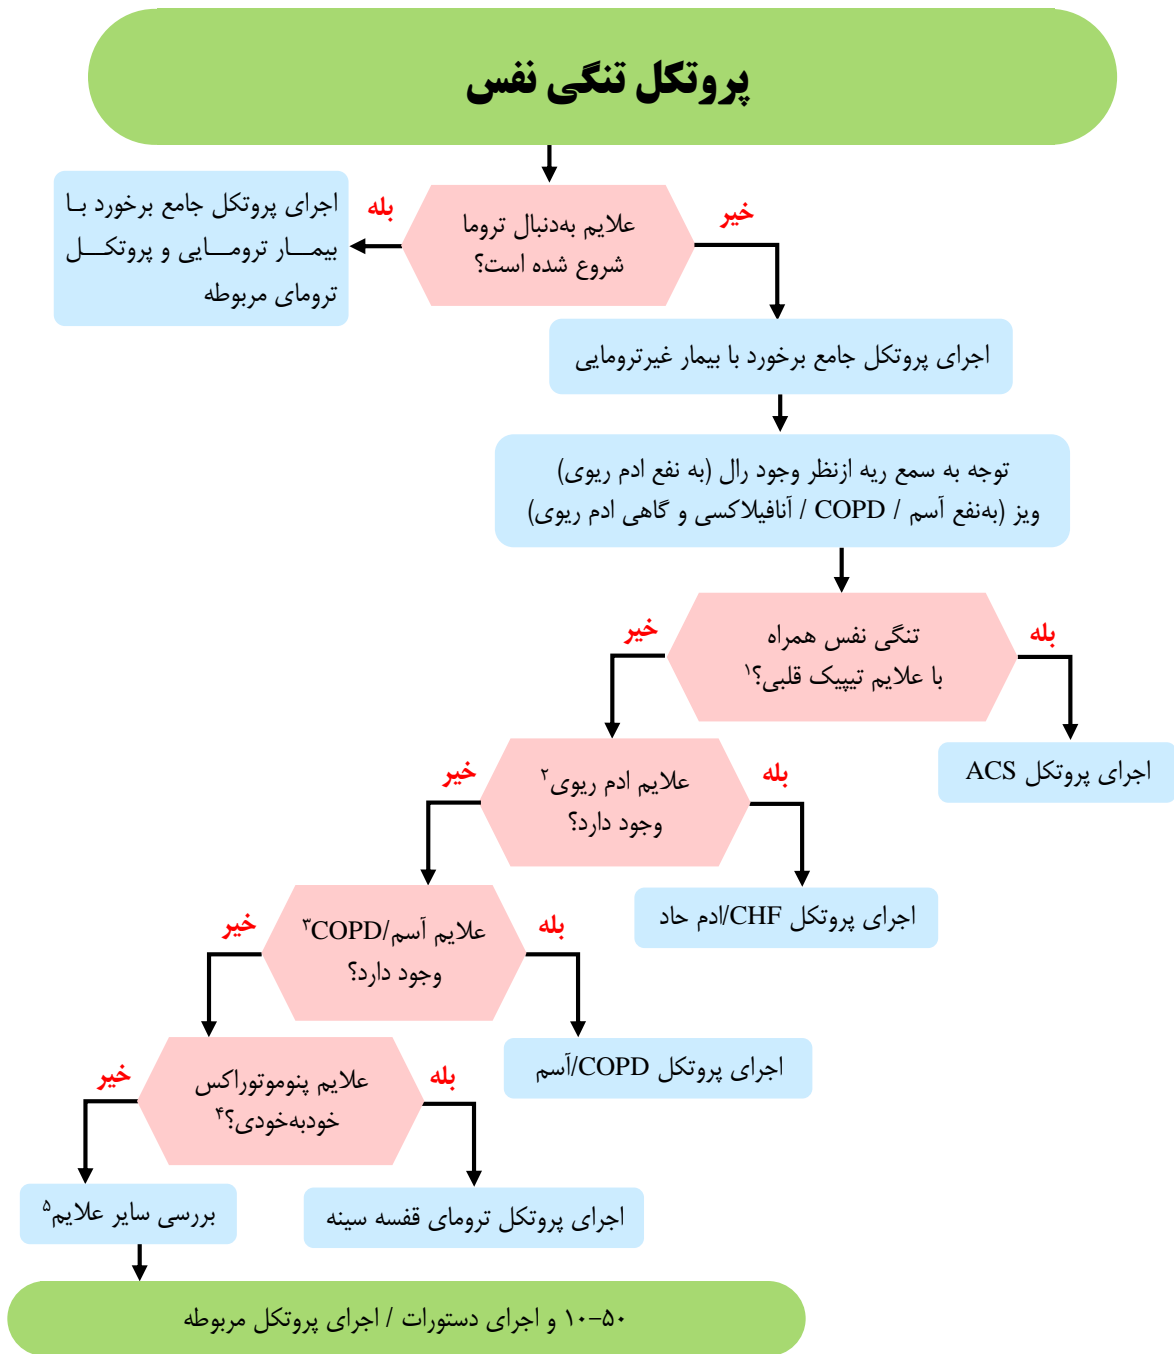 پروتکل تنگی نفس
علایم به‌دنبال تروما
شروع شده است؟
بله
خیر
اجرای پروتکل جامع برخورد با
بیمار ترومایی و پروتکل
ترومای مربوطه
اجرای پروتکل جامع برخورد با بیمار غیرترومایی
توجه به سمع ریه ازنظر وجود رال (به نفع ادم ریوی)
ویز (به‌نفع آسم / COPD / آنافیلاکسی و گاهی ادم ریوی)
تنگی نفس همراه
با علایم تیپیک قلبی؟۱
بله
خیر
اجرای پروتکل ACS
علایم ادم ریوی۲
وجود دارد؟
بله
خیر
اجرای پروتکل CHF/ادم حاد
علایم آسم/COPD۳
وجود دارد؟
بله
خیر
اجرای پروتکل COPD/آسم
علایم پنوموتوراکس
خودبه‌خودی؟۴
بله
خیر
اجرای پروتکل ترومای قفسه سینه
بررسی سایر علایم۵
۱۰-۵۰ و اجرای دستورات / اجرای پروتکل مربوطه